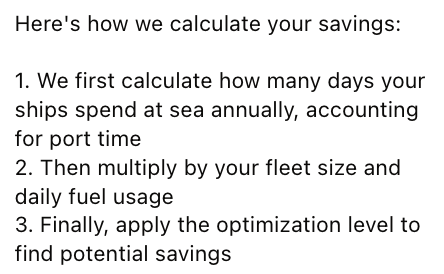 Here's how we calculate your savings:
1. We first calculate how many days your
ships spend at sea annually, accounting
for port time
2. Then multiply by your fleet size and
daily fuel usage
3. Finally, apply the optimization level to
find potential savings